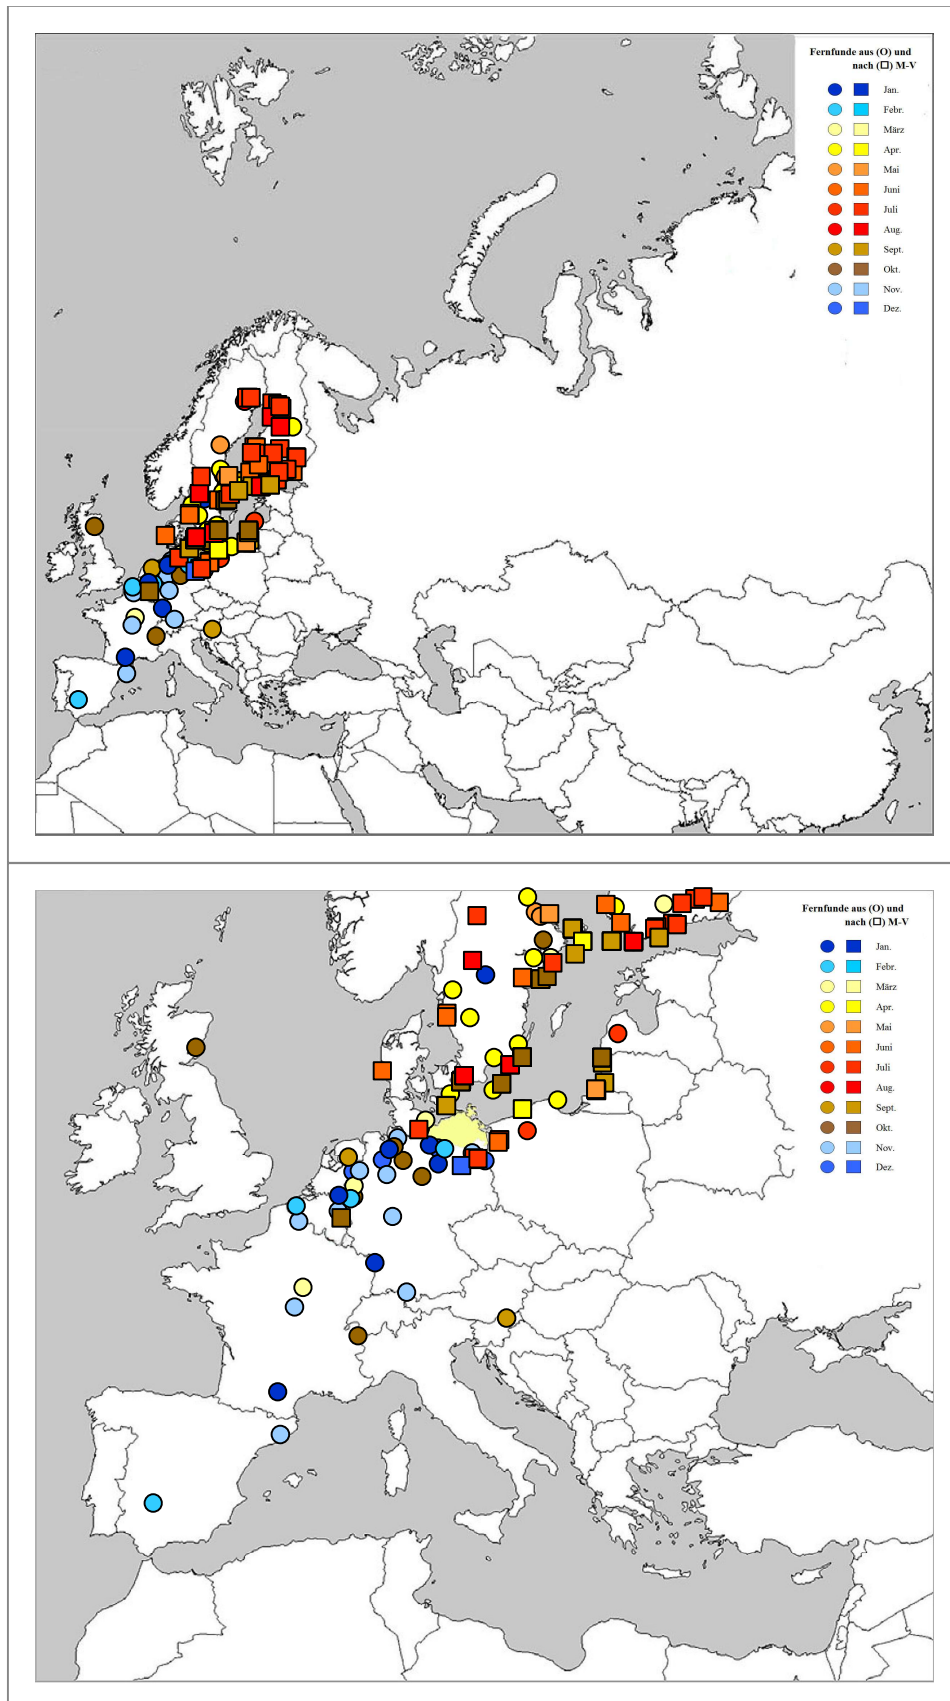 Fernfunde aus (O) und
nach (□) M-V
Jan.
Febr.
März
Apr.
Mai
Juni
Juli
Aug.
Sept.
Okt.
Nov.
Dez.
Fernfunde aus (O) und
nach (□) M-V
Jan.
Febr.
März
Apr.
Mai
Juni
Juli
Aug.
Sept.
Okt.
Nov.
Dez.